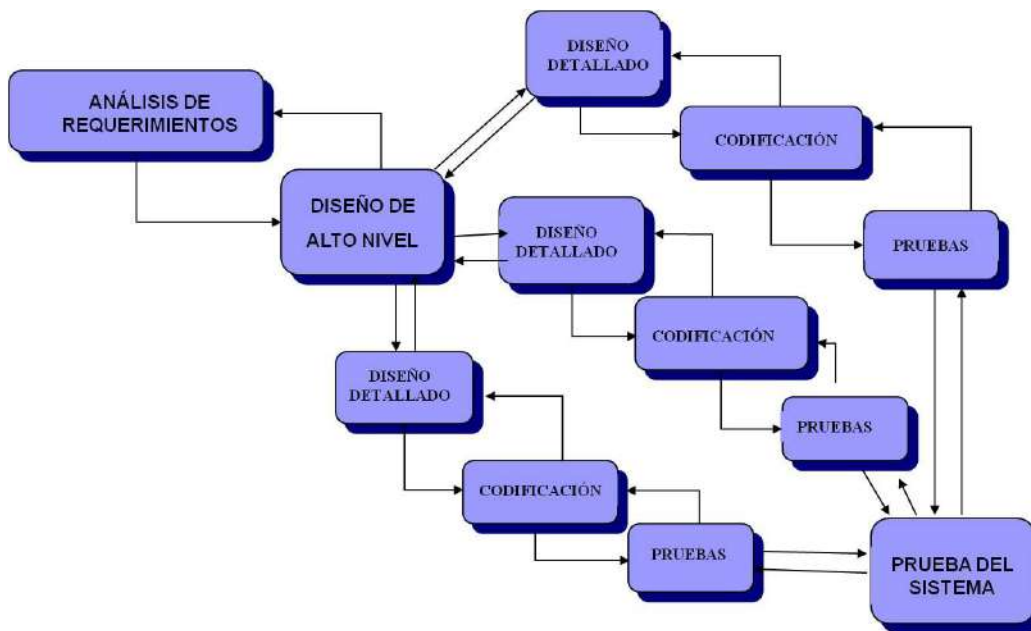 DISEÑO
DETALLADO
ANÁLISIS DE
REQUERIMIENTOS
CODIFICACIÓN
DISEÑO DE
ALTO NIVEL
DISEÑO
DETALLADO
PRUEBAS
CODIFICACIÓN
DISEÑO
DETALLADO
PRUEBAS
CODIFICACIÓN
PRUEBAS
PRUEBA DEL
SISTEMA